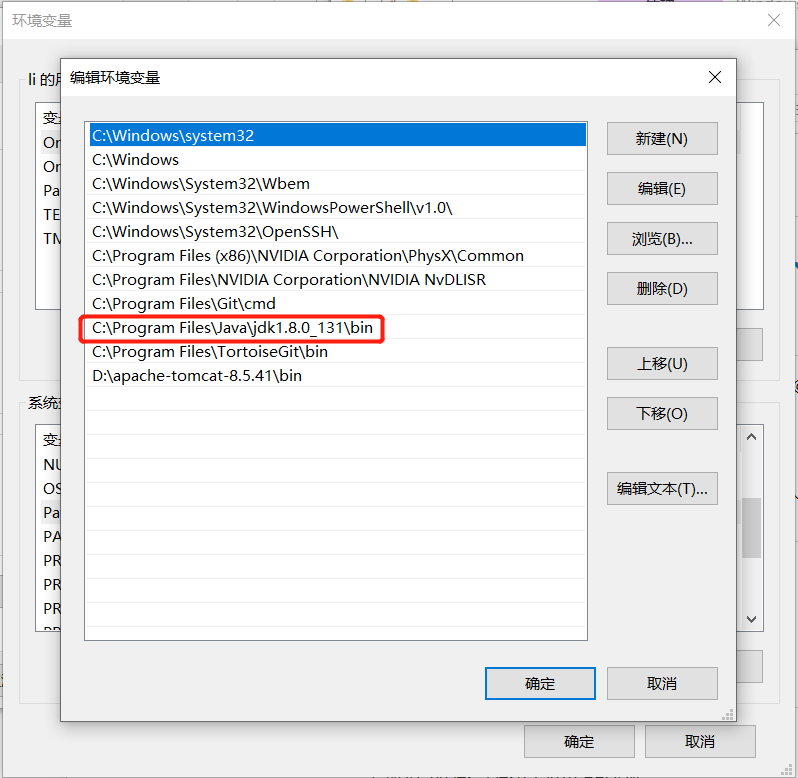 环境变量
编辑环境变量
li 的用
变量
Or
Or
Pa
TE
TM
C:\Windows\system32
C:\Windows
C:\Windows\System32\Wbem
C:\Windows\System32\WindowsPowerShell\v1.0\
C:\Windows\System32\OpenSSH\
C:\Program Files (x86)\NVIDIA Corporation\PhysX\Common
C:\Program Files\NVIDIA Corporation\NVIDIA NvDLISR
C:\Program Files\Git\cmd
C:\Program Files\Java\jdk1.8.0_131\bin
C:\Program Files\TortoiseGit\bin
D:\apache-tomcat-8.5.41\bin
新建(N)
编辑(E)
浏览(B)...
删除(D)
上移(U)
下移(O)
编辑文本(T)...
系统
NU
OS
Pa
PA
PR
PR
PR
确定
取消
确定
取消